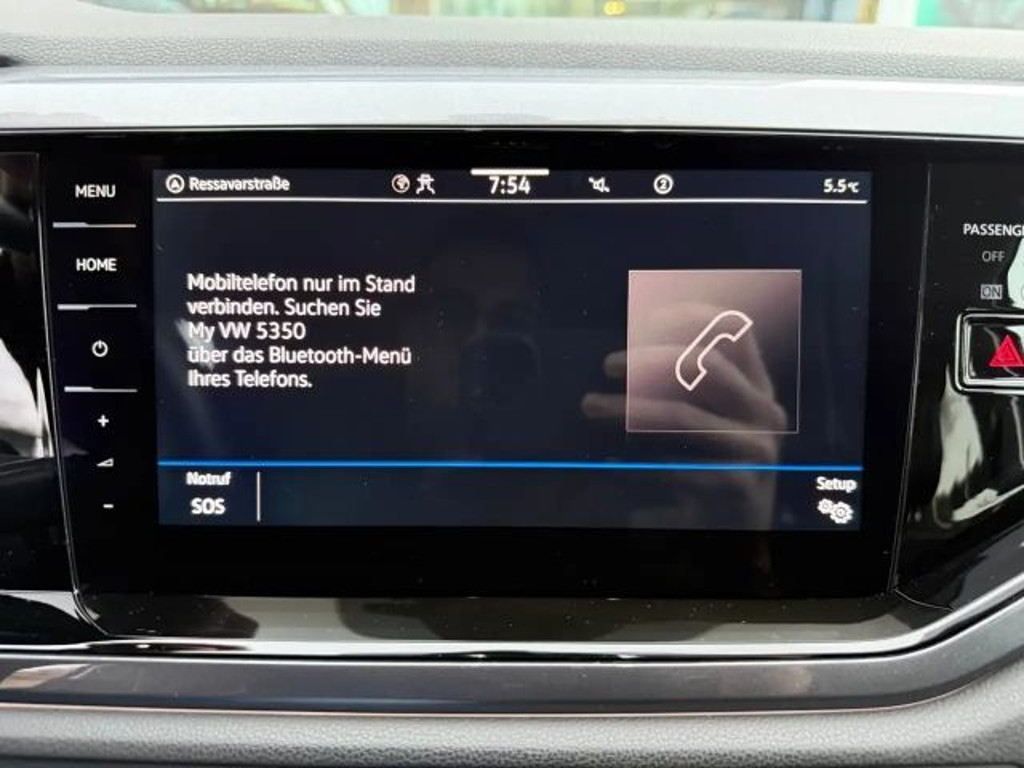 MENU
HOME
+
-
A Ressavarstraße
7:54
2
5.5°C
Mobiltelefon nur im Stand
verbinden. Suchen Sie
My VW 5350
über das Bluetooth-Menü
Ihres Telefons.
Notruf
SOS
Setup
OFF
ON